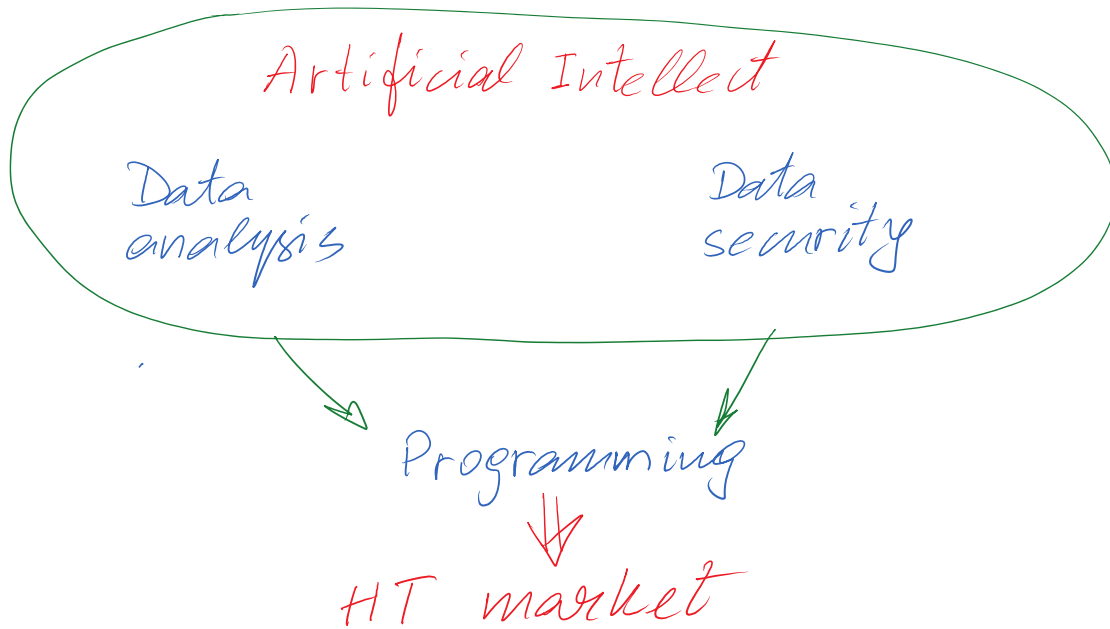 Artificial Intellect
Data
analysis
Data
security
Programming
HT market